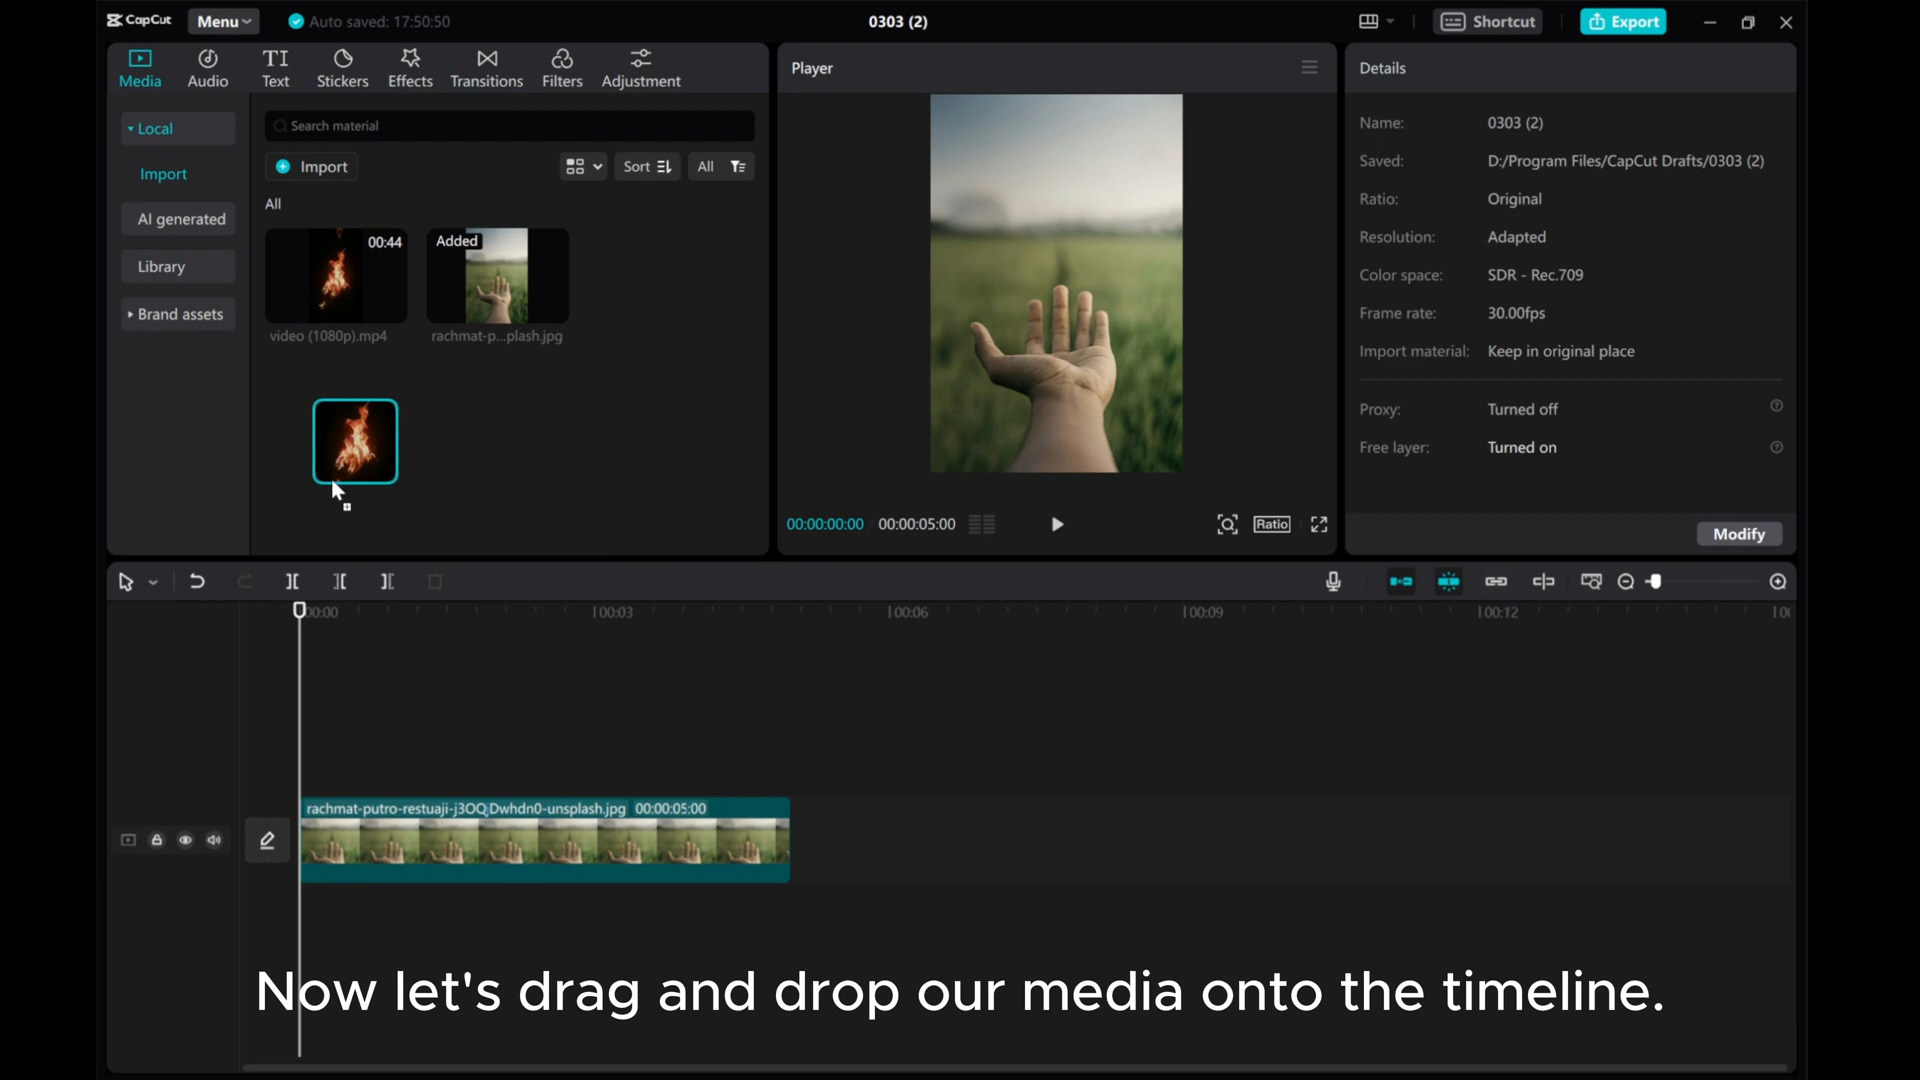 CapCut
Menu
Auto saved: 17:50:50
0303 (2)
Shortcut
Export
Media
Audio
TI
Text
Stickers
Effects
Transitions
Filters
Adjustment
Player
Details
Local
Import
AI generated
Library
Brand assets
Search material
Import
Sort
All
All
00:44
Added
video (1080p).mp4
rachmat-p...plash.jpg
00:00:00:00
00:00:05:00
Ratio
Name: 0303 (2)
Saved: D:/Program Files/CapCut Drafts/0303 (2)
Ratio: Original
Resolution: Adapted
Color space: SDR - Rec.709
Frame rate: 30.00fps
Import material: Keep in original place
Proxy: Turned off
Free layer: Turned on
Modify
00:00
00:03
00:06
00:09
00:12
rachmat-putro-restuaji-j3OQjDwhdn0-unsplash.jpg 00:00:05:00
Now let's drag and drop our media onto the timeline.